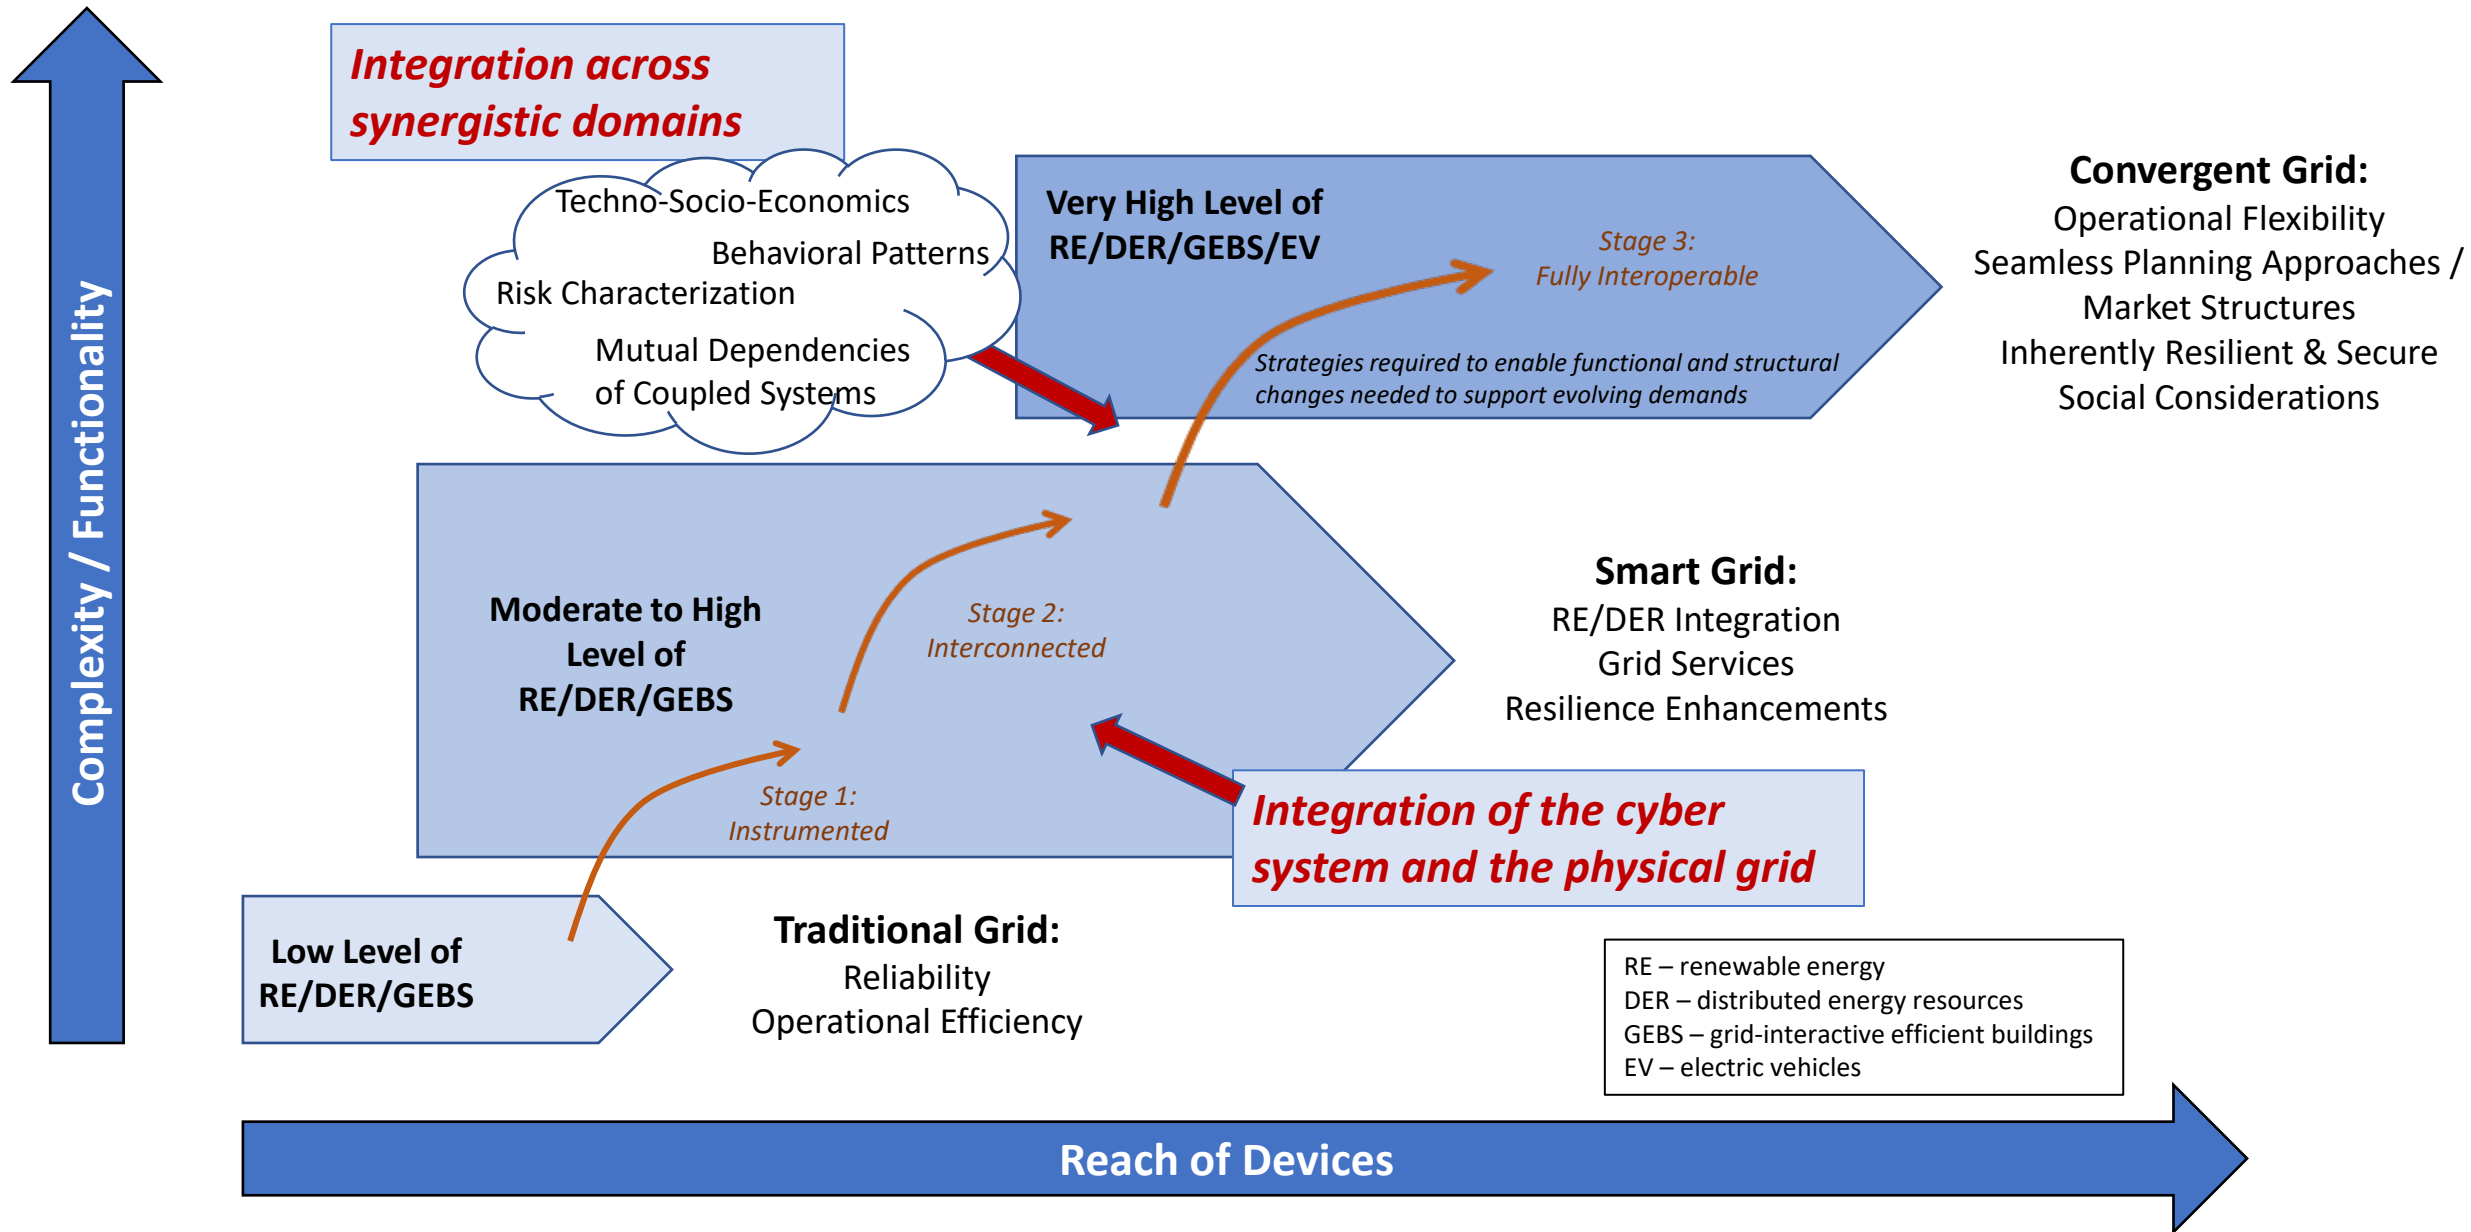 Complexity / Functionality
Integration across
synergistic domains
Techno-Socio-Economics
Behavioral Patterns
Risk Characterization
Mutual Dependencies
of Coupled Systems
Very High Level of
RE/DER/GEBS/EV
Stage 3:
Fully Interoperable
Strategies required to enable functional and structural
changes needed to support evolving demands
Convergent Grid:
Operational Flexibility
Seamless Planning Approaches /
Market Structures
Inherently Resilient & Secure
Social Considerations
Moderate to High
Level of
RE/DER/GEBS
Stage 2:
Interconnected
Stage 1:
Instrumented
Smart Grid:
RE/DER Integration
Grid Services
Resilience Enhancements
Integration of the cyber
system and the physical grid
Low Level of
RE/DER/GEBS
Traditional Grid:
Reliability
Operational Efficiency
RE – renewable energy
DER – distributed energy resources
GEBS – grid-interactive efficient buildings
EV – electric vehicles
Reach of Devices